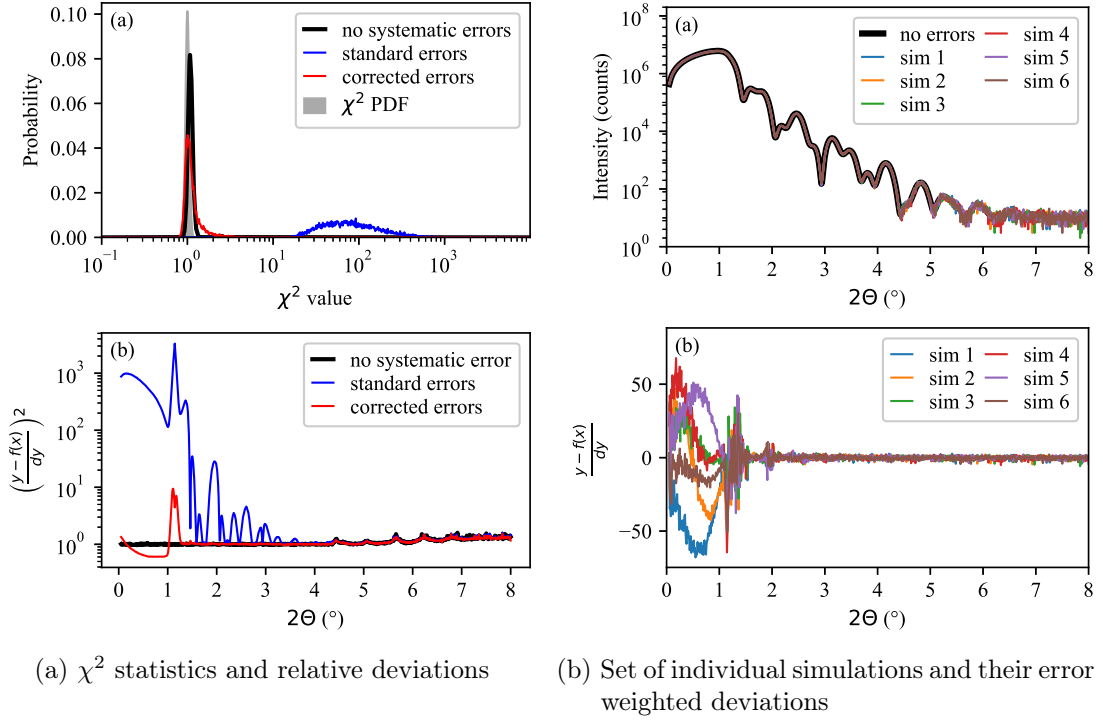 (a)
no systematic errors
standard errors
corrected errors
χ² PDF
Probability
0.10
0.08
0.06
0.04
0.02
0.00
10⁻¹ 10⁰ 10¹ 10² 10³
χ² value
(b)
no systematic error
standard errors
corrected errors
((y − f(x))/dy)²
10³
10²
10¹
10⁰
0 1 2 3 4 5 6 7 8
2Θ (°)
(a) χ² statistics and relative deviations
(a)
no errors
sim 1
sim 2
sim 3
sim 4
sim 5
sim 6
Intensity (counts)
10⁸
10⁶
10⁴
10²
10⁰
0 1 2 3 4 5 6 7 8
2Θ (°)
(b)
sim 1
sim 2
sim 3
sim 4
sim 5
sim 6
(y − f(x))/dy
50
0
−50
0 1 2 3 4 5 6 7 8
2Θ (°)
(b) Set of individual simulations and their error
weighted deviations